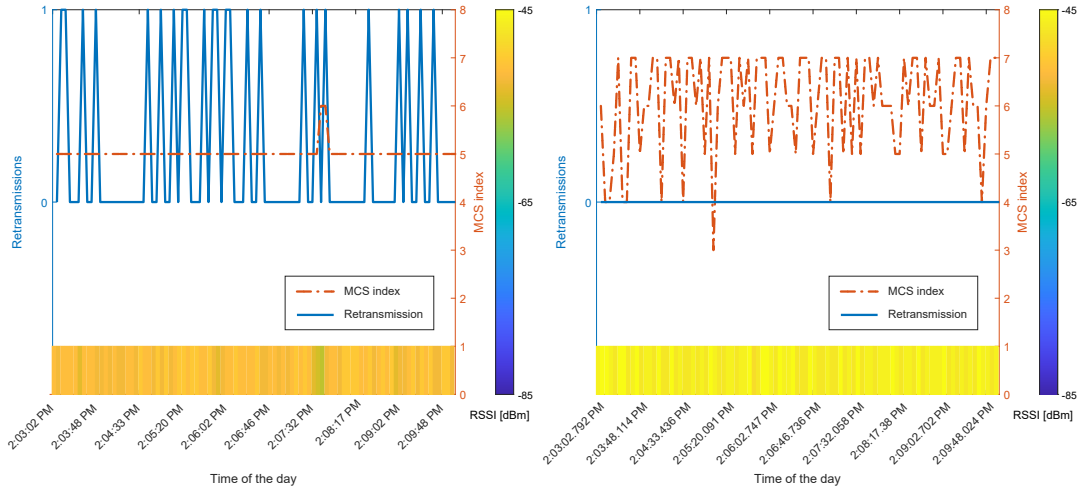 1
0
Retransmissions
8
7
6
5
4
3
2
1
0
MCS index
-45
-65
-85
RSSI [dBm]
MCS index
Retransmission
2:03:02 PM
2:03:48 PM
2:04:33 PM
2:05:20 PM
2:06:02 PM
2:06:46 PM
2:07:32 PM
2:08:17 PM
2:09:02 PM
2:09:48 PM
Time of the day
1
0
Retransmissions
8
7
6
5
4
3
2
1
0
MCS index
-45
-65
-85
RSSI [dBm]
MCS index
Retransmission
2:03:02.792 PM
2:03:48.114 PM
2:04:33.436 PM
2:05:20.091 PM
2:06:02.747 PM
2:06:46.736 PM
2:07:32.058 PM
2:08:17.38 PM
2:09:02.702 PM
2:09:48.024 PM
Time of the day